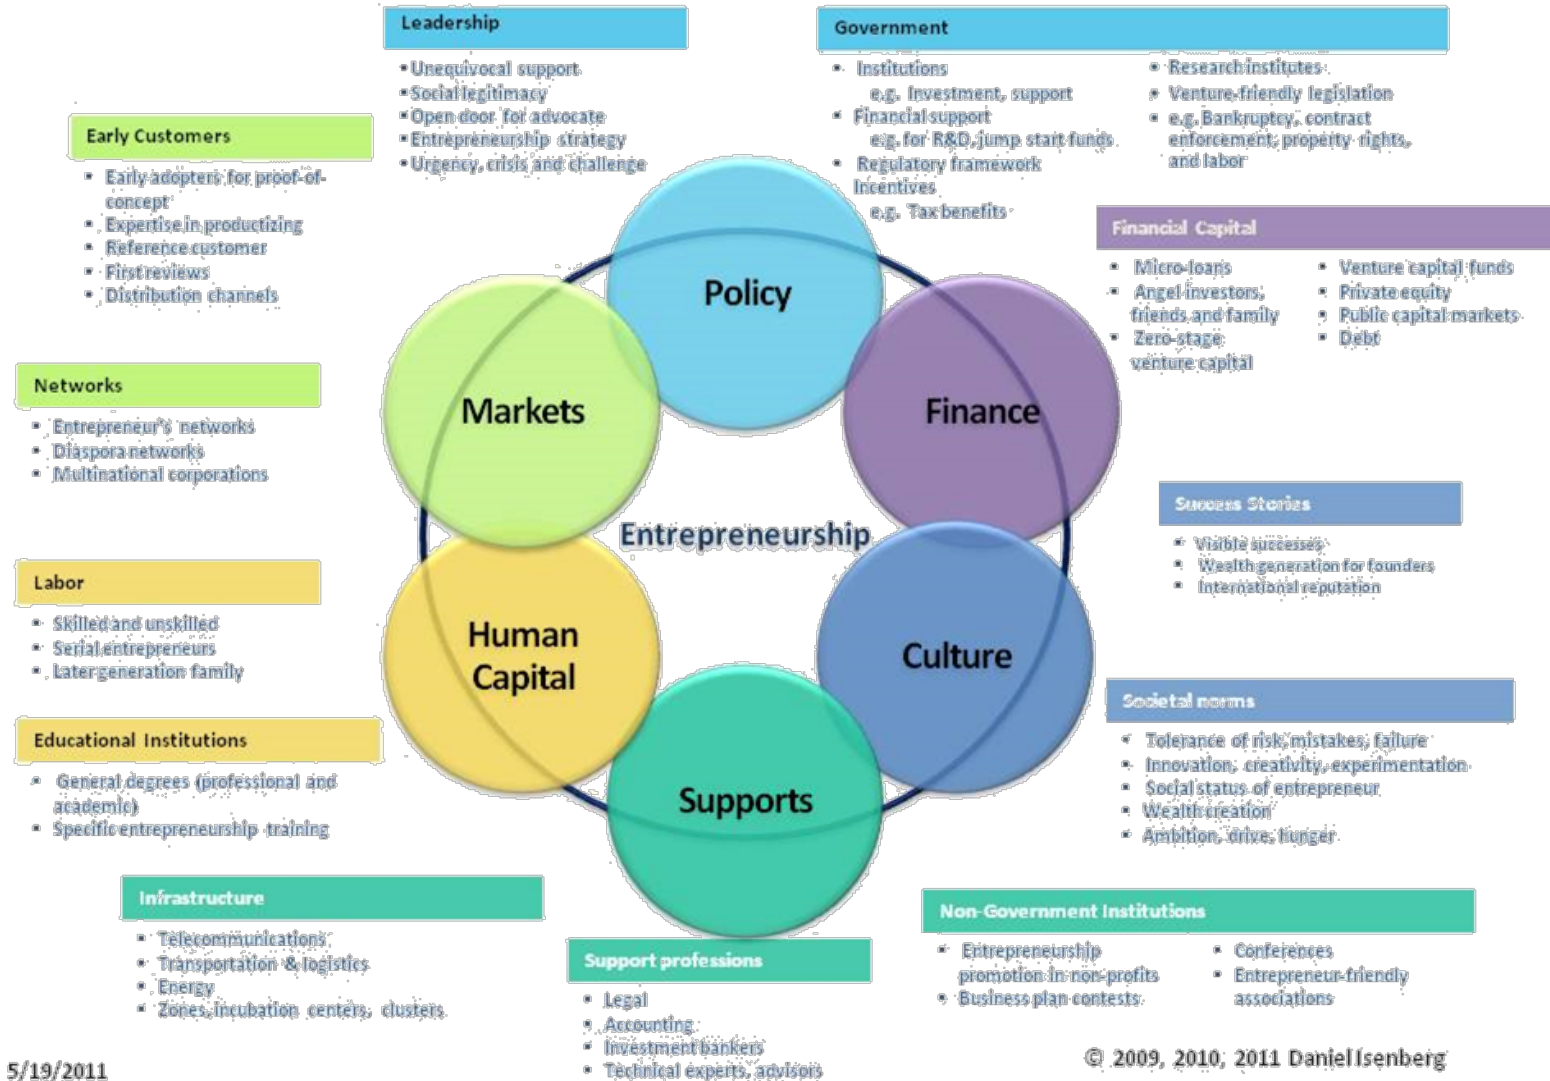 Leadership
• Unequivocal support
• Social legitimacy
• Open door for advocate
• Entrepreneurship strategy
• Urgency, crisis and challenge
Government
• Institutions
e.g. Investment, support
• Financial support
e.g. for R&D, jump start funds
• Regulatory framework
Incentives
e.g. Tax benefits
• Research institutes
• Venture-friendly legislation
• e.g. Bankruptcy, contract
enforcement, property rights,
and labor
Early Customers
• Early adopters for proof-of-
concept
• Expertise in productizing
• Reference customer
• First reviews
• Distribution channels
Financial Capital
• Micro-loans
• Angel investors,
friends and family
• Zero-stage
venture capital
• Venture capital funds
• Private equity
• Public capital markets
• Debt
Networks
• Entrepreneur's networks
• Diaspora networks
• Multinational corporations
Policy
Markets
Finance
Entrepreneurship
Human
Capital
Culture
Supports
Success Stories
• Visible successes
• Wealth generation for founders
• International reputation
Labor
• Skilled and unskilled
• Serial entrepreneurs
• Later generation family
Societal norms
• Tolerance of risk, mistakes, failure
• Innovation, creativity, experimentation
• Social status of entrepreneur
• Wealth creation
• Ambition, drive, hunger
Educational Institutions
• General degrees (professional and
academic)
• Specific entrepreneurship training
Infrastructure
• Telecommunications
• Transportation & logistics
• Energy
• Zones, incubation centers, clusters
Support professions
• Legal
• Accounting
• Investment bankers
• Technical experts, advisors
Non-Government Institutions
• Entrepreneurship
promotion in non-profits
• Business plan contests
• Conferences
• Entrepreneur-friendly
associations
5/19/2011
© 2009, 2010, 2011 Daniel Isenberg